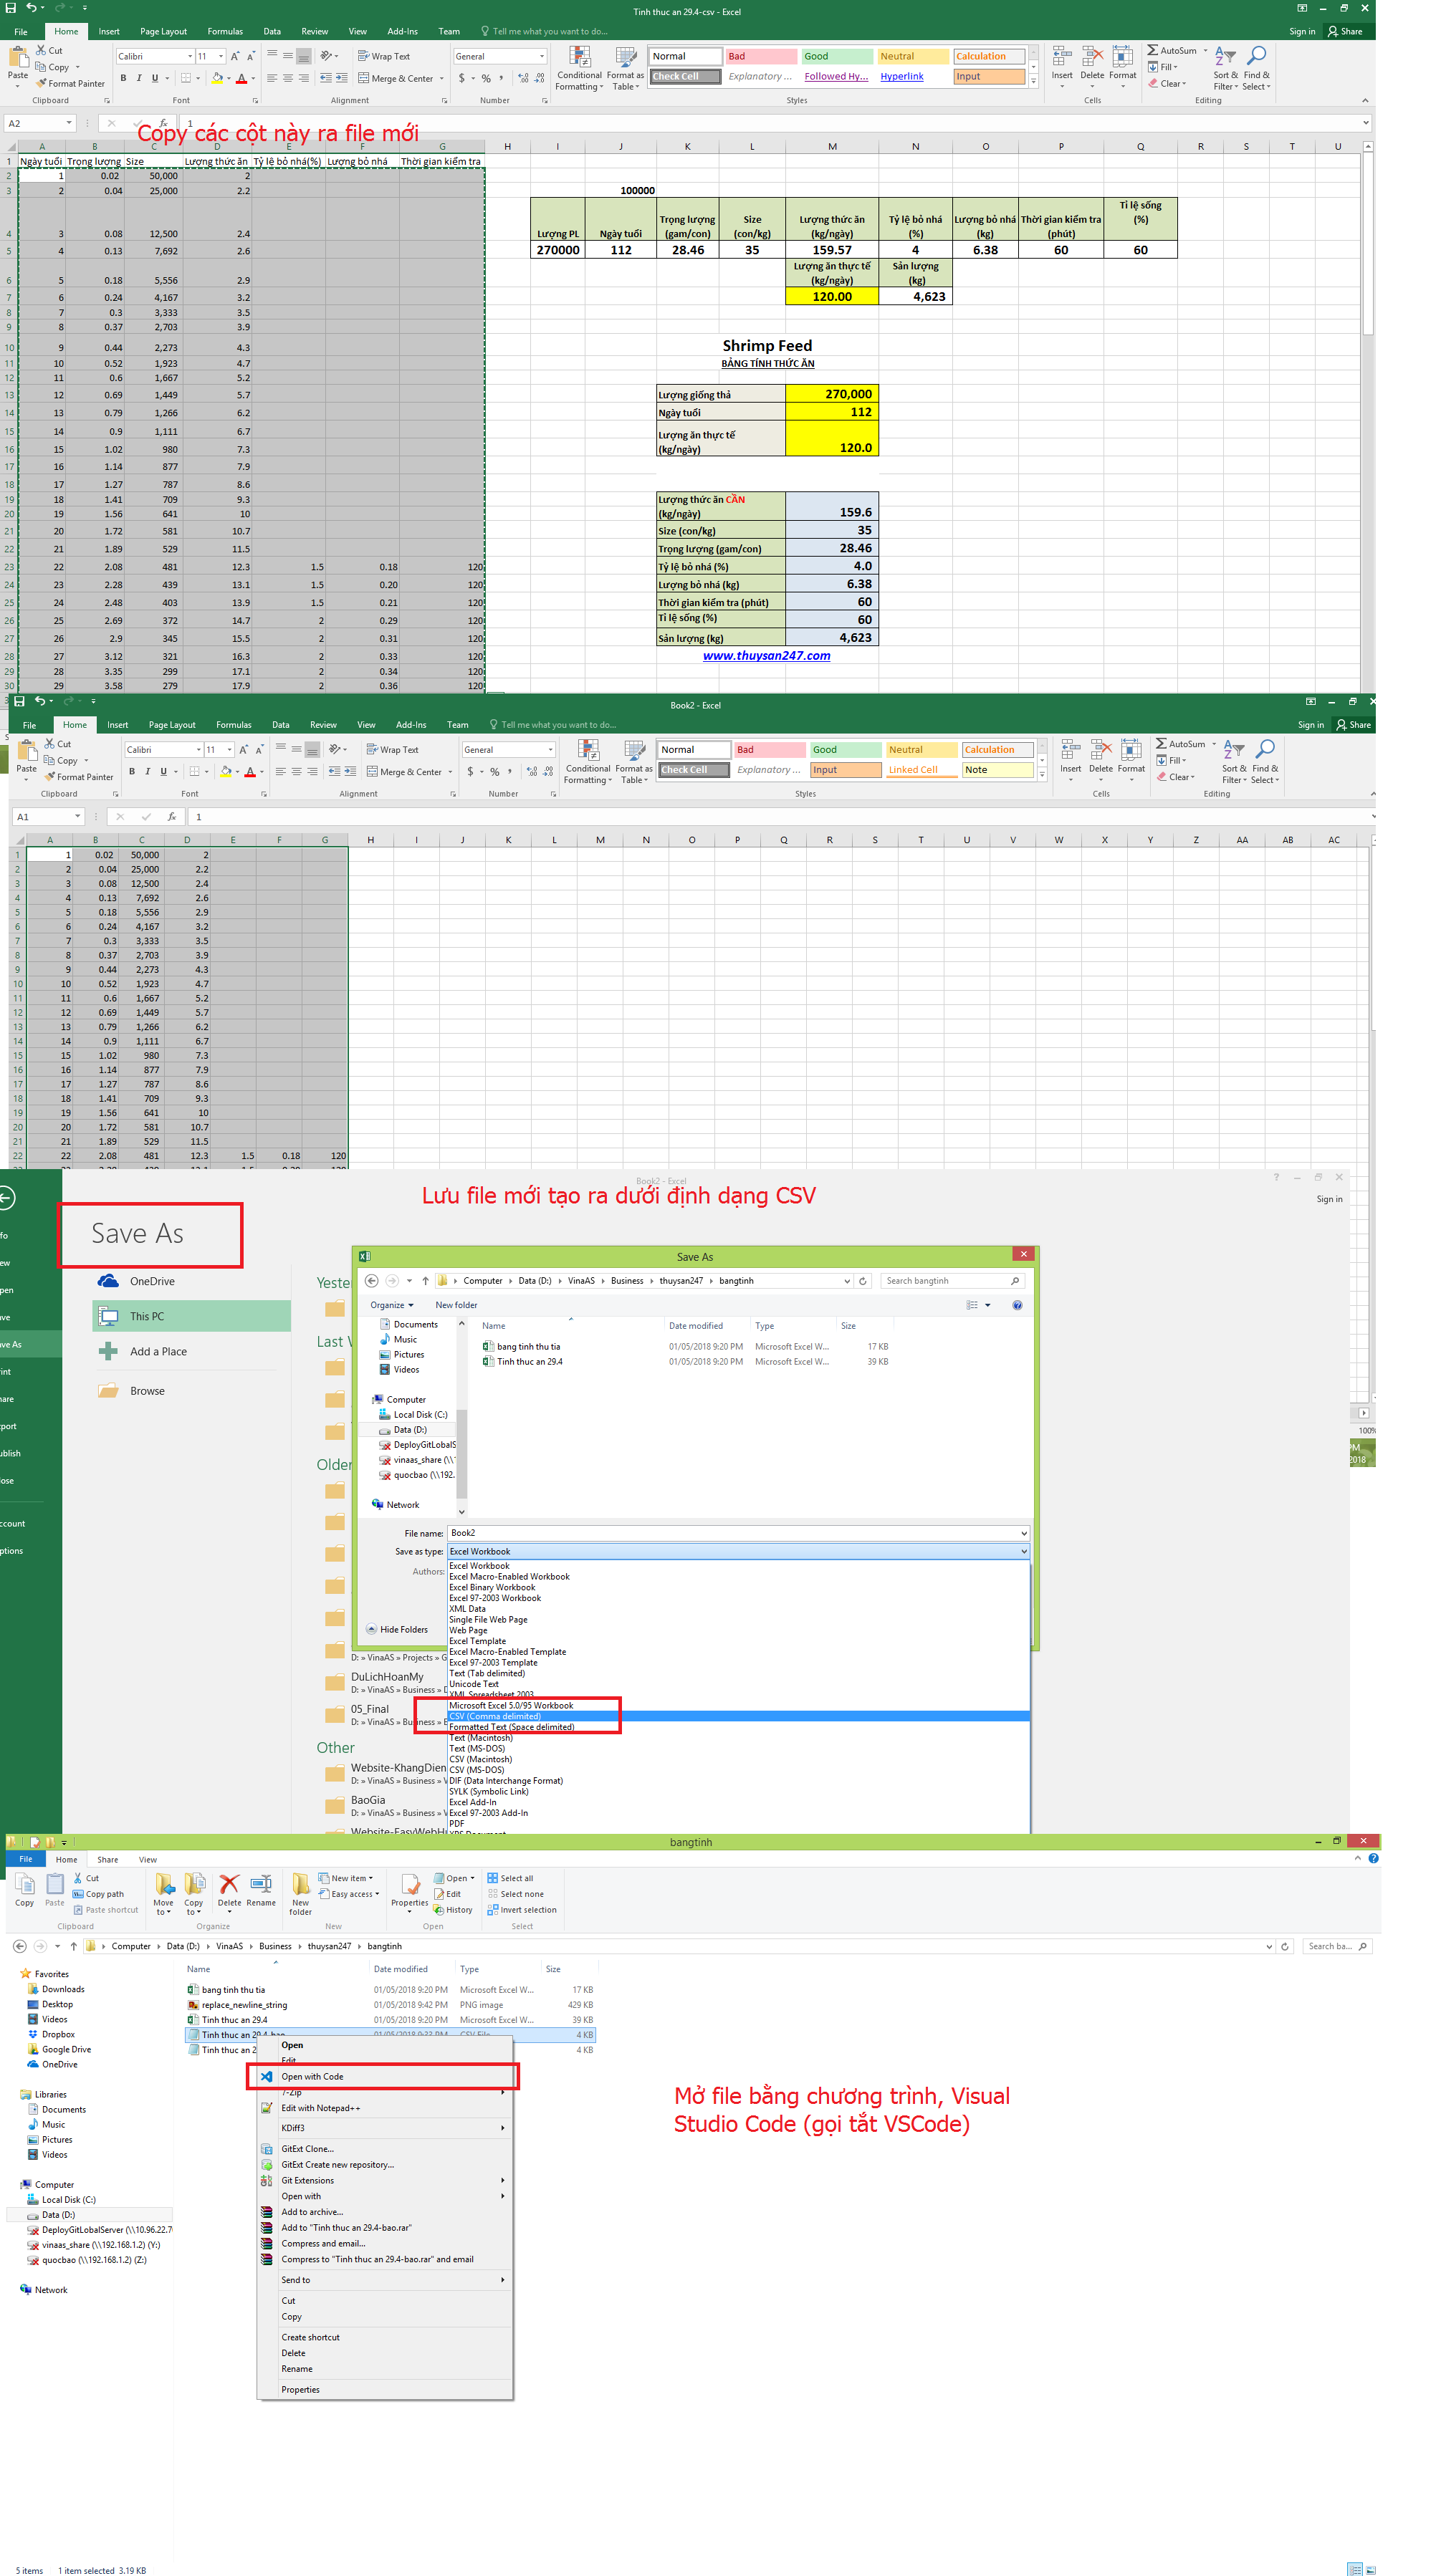 Tinh thuc an 29.4-csv - Excel
File Home Insert Page Layout Formulas Data Review View Add-Ins Team Tell me what you want to do... Sign in Share
Cut
Copy
Format Painter
Paste
Calibri 11
Wrap Text
Merge & Center
General
Conditional Formatting
Format as Table
Normal Bad Good Neutral Calculation
Check Cell Explanatory ... Followed Hy... Hyperlink Input
Insert Delete Format
AutoSum
Fill
Clear
Sort & Filter
Find & Select
Clipboard Font Alignment Number Styles Cells Editing
A2 1
Copy các cột này ra file mới
A B C D E F G H I J K L M N O P Q R S T U
1 Ngày tuổi Trọng lượng Size Lượng thức ăn Tỷ lệ bỏ nhá(%) Lượng bỏ nhá Thời gian kiểm tra
2 1 0.02 50,000 2
3 2 0.04 25,000 2.2
4 3 0.08 12,500 2.4
5 4 0.13 7,692 2.6
6 5 0.18 5,556 2.9
7 6 0.24 4,167 3.2
8 7 0.3 3,333 3.5
9 8 0.37 2,703 3.9
10 9 0.44 2,273 4.3
11 10 0.52 1,923 4.7
12 11 0.6 1,667 5.2
13 12 0.69 1,449 5.7
14 13 0.79 1,266 6.2
15 14 0.9 1,111 6.7
16 15 1.02 980 7.3
17 16 1.14 877 7.9
18 17 1.27 787 8.6
19 18 1.41 709 9.3
20 19 1.56 641 10
21 20 1.72 581 10.7
22 21 1.89 529 11.5
23 22 2.08 481 12.3 1.5 0.18 120
24 23 2.28 439 13.1 1.5 0.20 120
25 24 2.48 403 13.9 1.5 0.21 120
26 25 2.69 372 14.7 2 0.29 120
27 26 2.9 345 15.5 2 0.31 120
28 27 3.12 321 16.3 2 0.33 120
29 28 3.35 299 17.1 2 0.34 120
30 29 3.58 279 17.9 2 0.36 120
100000
Lượng PL Ngày tuổi Trọng lượng (gam/con) Size (con/kg) Lượng thức ăn (kg/ngày) Tỷ lệ bỏ nhá (%) Lượng bỏ nhá (kg) Thời gian kiểm tra (phút) Tỉ lệ sống (%)
270000 112 28.46 35 159.57 4 6.38 60 60
Lượng ăn thực tế (kg/ngày) Sản lượng (kg)
120.00 4,623
Shrimp Feed
BẢNG TÍNH THỨC ĂN
Lượng giống thả 270,000
Ngày tuổi 112
Lượng ăn thực tế (kg/ngày) 120.0
Lượng thức ăn CẦN (kg/ngày) 159.6
Size (con/kg) 35
Trọng lượng (gam/con) 28.46
Tỷ lệ bỏ nhá (%) 4.0
Lượng bỏ nhá (kg) 6.38
Thời gian kiểm tra (phút) 60
Tỉ lệ sống (%) 60
Sản lượng (kg) 4,623
www.thuysan247.com
Book2 - Excel
File Home Insert Page Layout Formulas Data Review View Add-Ins Team Tell me what you want to do... Sign in Share
Cut
Copy
Format Painter
Paste
Calibri 11
Wrap Text
Merge & Center
General
Conditional Formatting
Format as Table
Normal Bad Good Neutral Calculation
Check Cell Explanatory ... Input Linked Cell Note
Insert Delete Format
AutoSum
Fill
Clear
Sort & Filter
Find & Select
Clipboard Font Alignment Number Styles Cells Editing
A1 1
A B C D E F G H I J K L M N O P Q R S T U V W X Y Z AA AB AC
1 1 0.02 50,000 2
2 2 0.04 25,000 2.2
3 3 0.08 12,500 2.4
4 4 0.13 7,692 2.6
5 5 0.18 5,556 2.9
6 6 0.24 4,167 3.2
7 7 0.3 3,333 3.5
8 8 0.37 2,703 3.9
9 9 0.44 2,273 4.3
10 10 0.52 1,923 4.7
11 11 0.6 1,667 5.2
12 12 0.69 1,449 5.7
13 13 0.79 1,266 6.2
14 14 0.9 1,111 6.7
15 15 1.02 980 7.3
16 16 1.14 877 7.9
17 17 1.27 787 8.6
18 18 1.41 709 9.3
19 19 1.56 641 10
20 20 1.72 581 10.7
21 21 1.89 529 11.5
22 22 2.08 481 12.3 1.5 0.18 120
Book2 - Excel
Sign in
Lưu file mới tạo ra dưới định dạng CSV
Save As
OneDrive
This PC
Add a Place
Browse
Yester
Last W
Older
D: » VinaAS » Projects » G
DuLichHoanMy
05_Final
Other
Website-KhangDien
BaoGia
Save As
Computer Data (D:) VinaAS Business thuysan247 bangtinh Search bangtinh
Organize New folder
Name Date modified Type Size
bang tinh thu tia 01/05/2018 9:20 PM Microsoft Excel W... 17 KB
Tinh thuc an 29.4 01/05/2018 9:20 PM Microsoft Excel W... 39 KB
Documents
Music
Pictures
Videos
Computer
Local Disk (C:)
Data (D:)
DeployGitLobalS
vinaas_share (\\1
quocbao (\\192.
Network
File name: Book2
Save as type: Excel Workbook
Authors:
Hide Folders
Excel Workbook
Excel Macro-Enabled Workbook
Excel Binary Workbook
Excel 97-2003 Workbook
XML Data
Single File Web Page
Web Page
Excel Template
Excel Macro-Enabled Template
Excel 97-2003 Template
Text (Tab delimited)
Unicode Text
XML Spreadsheet 2003
Microsoft Excel 5.0/95 Workbook
CSV (Comma delimited)
Formatted Text (Space delimited)
Text (Macintosh)
Text (MS-DOS)
CSV (Macintosh)
CSV (MS-DOS)
DIF (Data Interchange Format)
SYLK (Symbolic Link)
Excel Add-In
Excel 97-2003 Add-In
PDF
100%
2018
bangtinh
File Home Share View
Copy Paste
Cut
Copy path
Paste shortcut
Move to
Copy to
Delete Rename
New folder
New item
Easy access
Properties
Open
Edit
History
Select all
Select none
Invert selection
Clipboard Organize New Open Select
Computer Data (D:) VinaAS Business thuysan247 bangtinh Search ba...
Name Date modified Type Size
bang tinh thu tia 01/05/2018 9:20 PM Microsoft Excel W... 17 KB
replace_newline_string 01/05/2018 9:42 PM PNG image 429 KB
Tinh thuc an 29.4 01/05/2018 9:20 PM Microsoft Excel W... 39 KB
Tinh thuc an 29.4-bao 01/05/2018 9:33 PM CSV File 4 KB
Tinh thuc an 2 4 KB
Favorites
Downloads
Desktop
Videos
Dropbox
Google Drive
OneDrive
Libraries
Documents
Music
Pictures
Videos
Computer
Local Disk (C:)
Data (D:)
DeployGitLobalServer (\\10.96.22.7
vinaas_share (\\192.168.1.2) (Y:)
quocbao (\\192.168.1.2) (Z:)
Network
Open
Edit
Open with Code
7-Zip
Edit with Notepad++
KDiff3
GitExt Clone...
GitExt Create new repository...
Git Extensions
Open with
Add to archive...
Add to "Tinh thuc an 29.4-bao.rar"
Compress and email...
Compress to "Tinh thuc an 29.4-bao.rar" and email
Send to
Cut
Copy
Create shortcut
Delete
Rename
Properties
Mở file bằng chương trình, Visual
Studio Code (gọi tắt VSCode)
5 items 1 item selected 3.19 KB